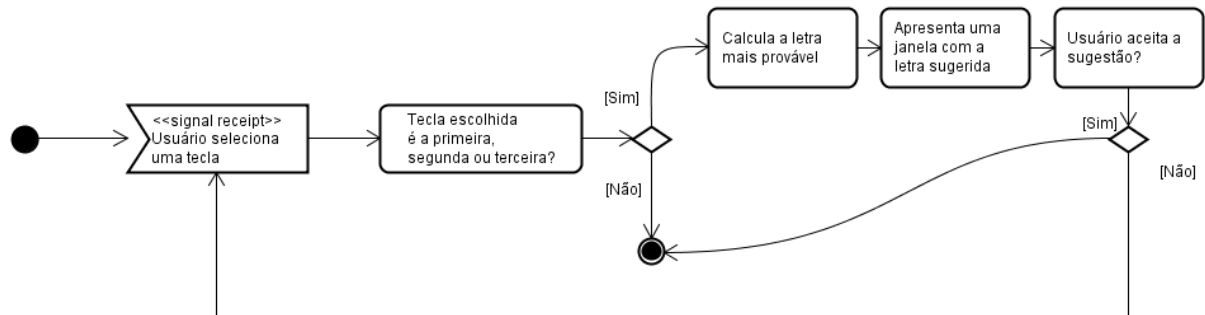 <<signal receipt>>
Usuário seleciona
uma tecla
Tecla escolhida
é a primeira,
segunda ou terceira?
[Sim]
[Não]
Calcula a letra
mais provável
Apresenta uma
janela com a
letra sugerida
Usuário aceita a
sugestão?
[Sim]
[Não]